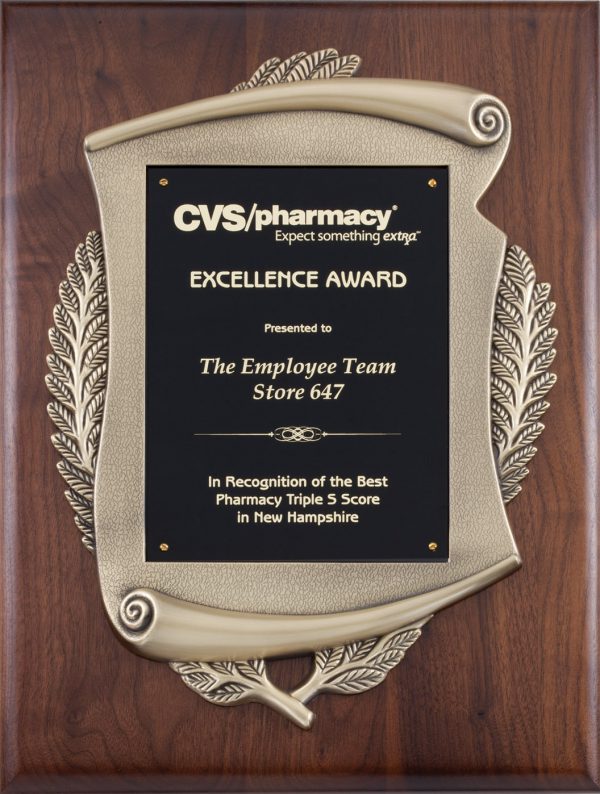 CVS/pharmacy®
Expect something extra™
EXCELLENCE AWARD
Presented to
The Employee Team
Store 647
In Recognition of the Best
Pharmacy Triple S Score
in New Hampshire